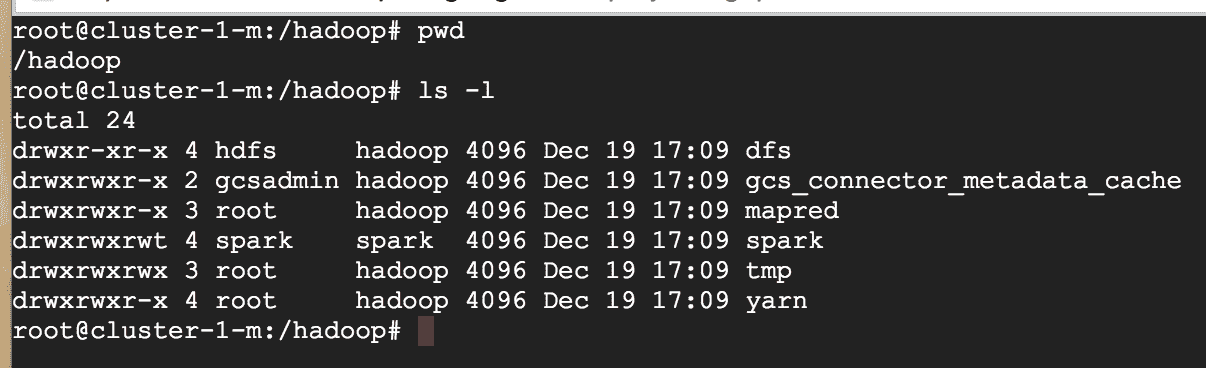 root@cluster-1-m:/hadoop# pwd
/hadoop
root@cluster-1-m:/hadoop# ls -l
total 24
drwxr-xr-x 4 hdfs     hadoop 4096 Dec 19 17:09 dfs
drwxrwxr-x 2 gcsadmin hadoop 4096 Dec 19 17:09 gcs_connector_metadata_cache
drwxrwxr-x 3 root     hadoop 4096 Dec 19 17:09 mapred
drwxrwxrwt 4 spark    spark  4096 Dec 19 17:09 spark
drwxrwxrwx 3 root     hadoop 4096 Dec 19 17:09 tmp
drwxrwxr-x 4 root     hadoop 4096 Dec 19 17:09 yarn
root@cluster-1-m:/hadoop#